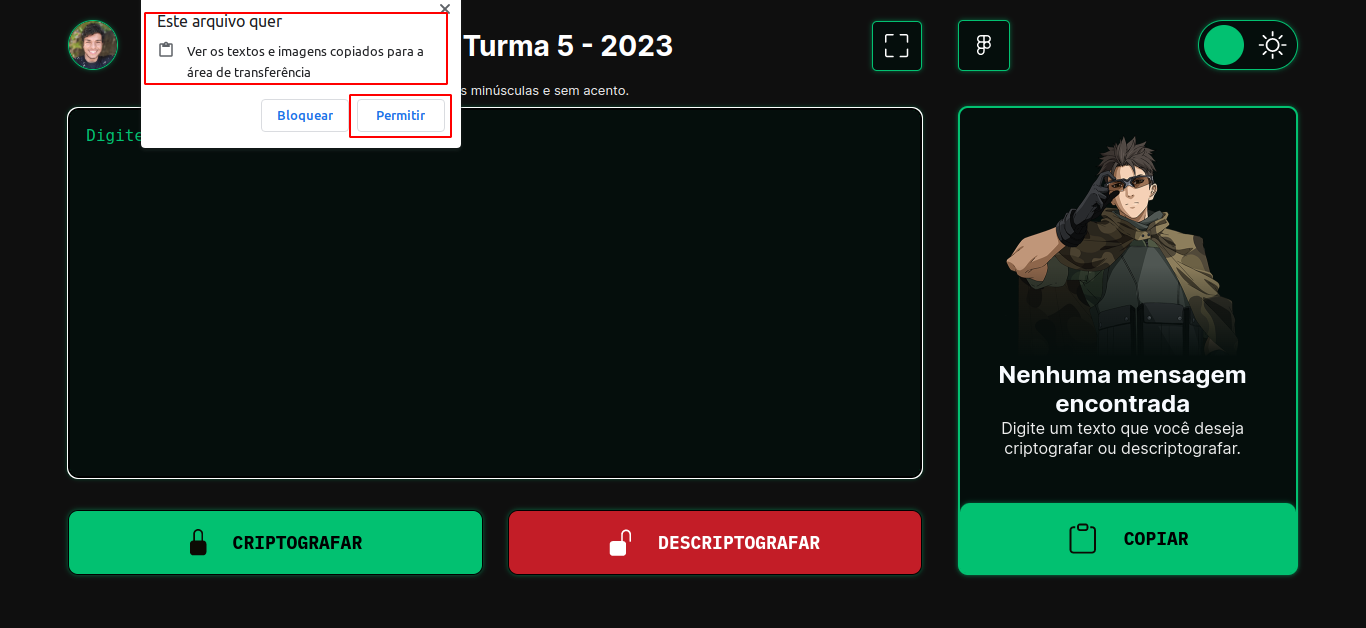 Este arquivo quer
Ver os textos e imagens copiados para a
área de transferência
Bloquear
Permitir
Turma 5 - 2023
s minúsculas e sem acento.
Digite
CRIPTOGRAFAR
DESCRIPTOGRAFAR
Nenhuma mensagem
encontrada
Digite um texto que você deseja
criptografar ou descriptografar.
COPIAR